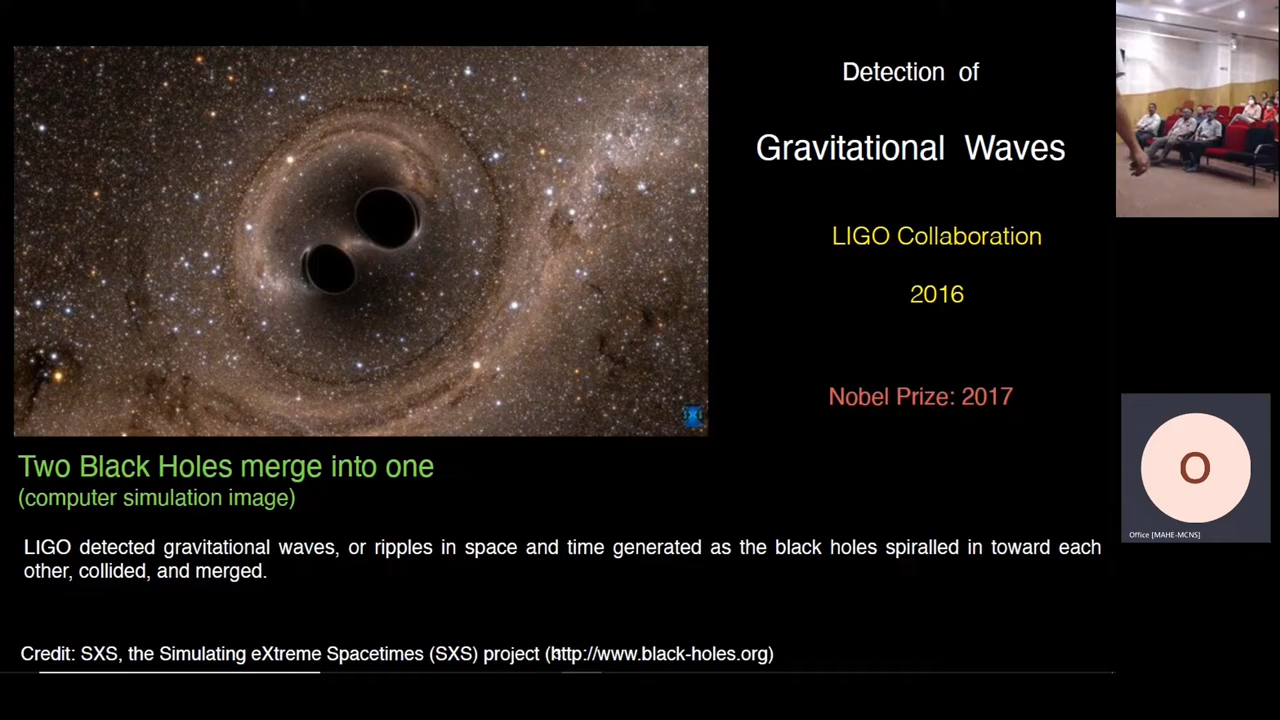 Detection of
Gravitational Waves
LIGO Collaboration
2016
Nobel Prize: 2017
Two Black Holes merge into one
(computer simulation image)
LIGO detected gravitational waves, or ripples in space and time generated as the black holes spiralled in toward each
other, collided, and merged.
Credit: SXS, the Simulating eXtreme Spacetimes (SXS) project (http://www.black-holes.org)
O
Office [MAHE-MCNS]